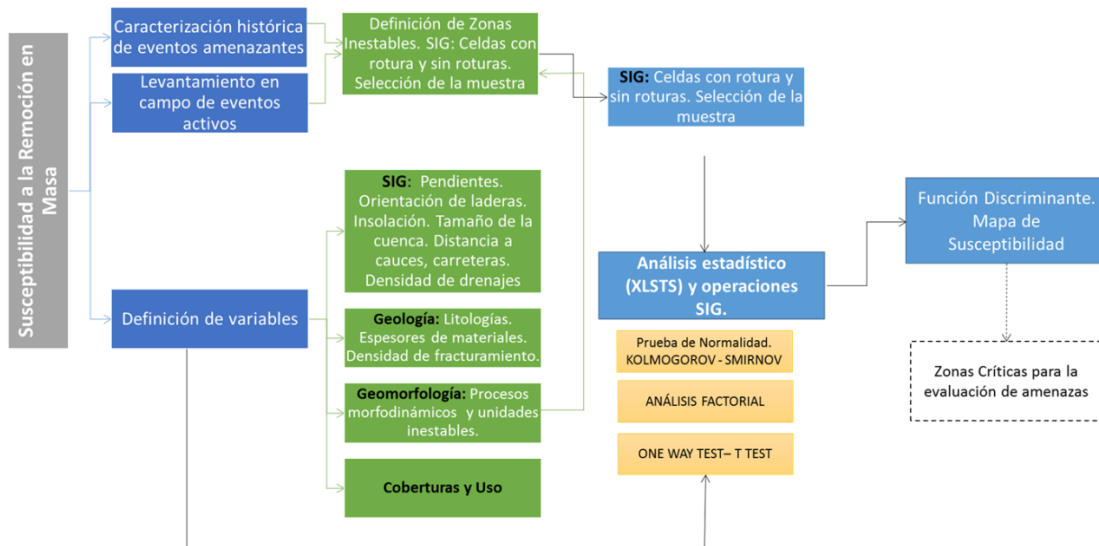 Susceptibilidad a la Remoción en
Masa
Caracterización histórica
de eventos amenazantes
Levantamiento en
campo de eventos
activos
Definición de variables
Definición de Zonas
Inestables. SIG: Celdas con
rotura y sin roturas.
Selección de la muestra
SIG:  Pendientes.
Orientación de laderas.
Insolación. Tamaño de la
cuenca. Distancia a
cauces, carreteras.
Densidad de drenajes
Geología: Litologías.
Espesores de materiales.
Densidad de fracturamiento.
Geomorfología: Procesos
morfodinámicos  y unidades
inestables.
Coberturas y Uso
SIG: Celdas con rotura y
sin roturas. Selección de la
muestra
Análisis estadístico
(XLSTS) y operaciones
SIG.
Prueba de Normalidad.
KOLMOGOROV - SMIRNOV
ANÁLISIS FACTORIAL
ONE WAY TEST– T TEST
Función Discriminante.
Mapa de
Susceptibilidad
Zonas Críticas para la
evaluación de amenazas